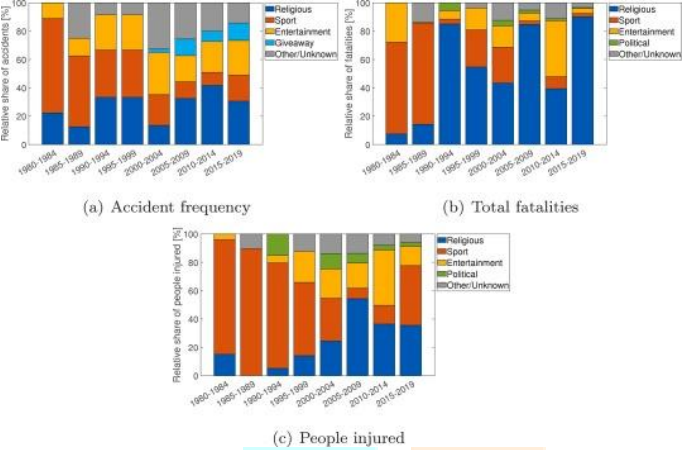 Relative share of accidents [%]
100
80
60
40
20
0
1980-1984
1985-1989
1990-1994
1995-1999
2000-2004
2005-2009
2010-2014
2015-2019
Religious
Sport
Entertainment
Giveaway
Other/Unknown
(a) Accident frequency
Relative share of fatalities [%]
100
80
60
40
20
0
1980-1984
1985-1989
1990-1994
1995-1999
2000-2004
2005-2009
2010-2014
2015-2019
Religious
Sport
Entertainment
Political
Other/Unknown
(b) Total fatalities
Relative share of people injured [%]
100
80
60
40
20
0
1980-1984
1985-1989
1990-1994
1995-1999
2000-2004
2005-2009
2010-2014
2015-2019
Religious
Sport
Entertainment
Political
Other/Unknown
(c) People injured